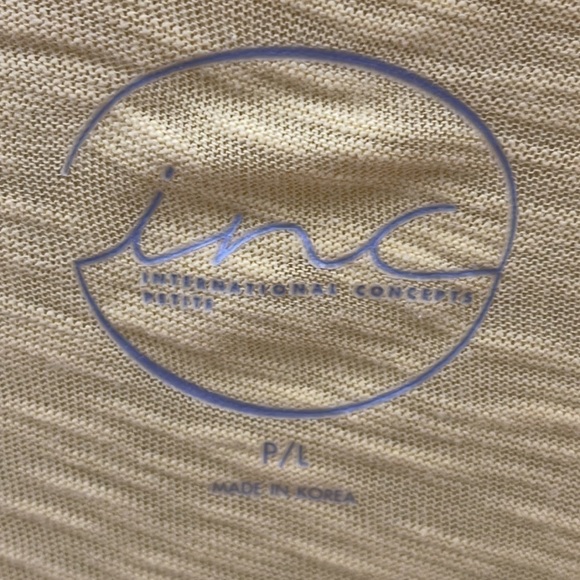 inc
INTERNATIONAL CONCEPTS
PETITE
P/L
MADE IN KOREA